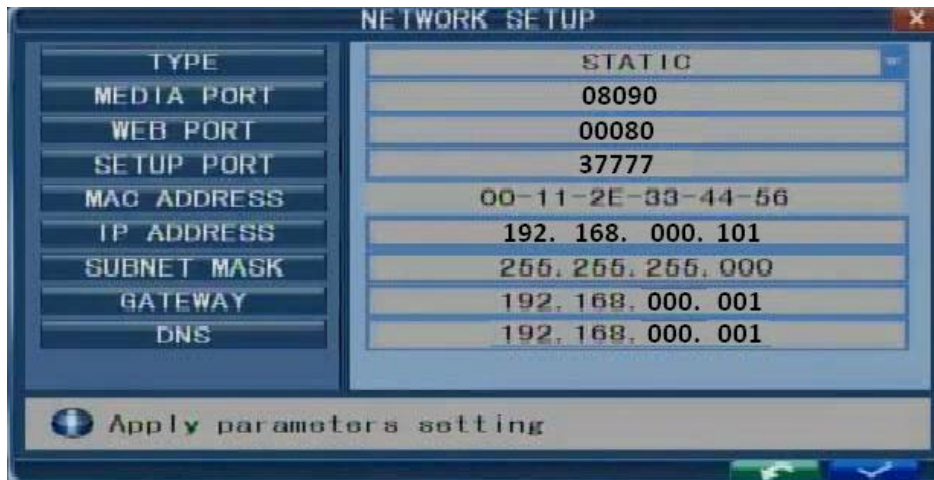 NETWORK SETUP
TYPE STATIC
MEDIA PORT 08090
WEB PORT 00080
SETUP PORT 37777
MAC ADDRESS 00-11-2E-33-44-56
IP ADDRESS 192. 168. 000. 101
SUBNET MASK 255. 255. 255. 000
GATEWAY 192. 168. 000. 001
DNS 192. 168. 000. 001
Apply parameters setting